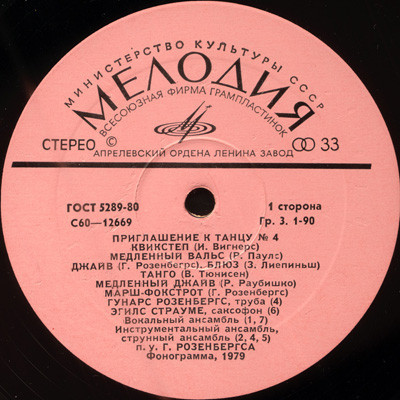 МИНИСТЕРСТВО КУЛЬТУРЫ СССР
МЕЛОДИЯ
© ВСЕСОЮЗНАЯ ФИРМА ГРАМПЛАСТИНОК
СТЕРЕО 33
АПРЕЛЕВСКИЙ ОРДЕНА ЛЕНИНА ЗАВОД
ГОСТ 5289-80 1 сторона
С60—12669 Гр. 3. 1-90
ПРИГЛАШЕНИЕ К ТАНЦУ № 4
КВИКСТЕП (И. Вигнерс)
МЕДЛЕННЫЙ ВАЛЬС (Р. Паулс)
ДЖАЙВ (Г. Розенбергс), БЛЮЗ (З. Лиепиньш)
ТАНГО (В. Тюнисен)
МЕДЛЕННЫЙ ДЖАЙВ (Р. Раубишко)
МАРШ-ФОКСТРОТ (Г. Розенбергс)
ГУНАРС РОЗЕНБЕРГС, труба (4)
ЭГИЛС СТРАУМЕ, саксофон (6)
Вокальный ансамбль (1, 7)
Инструментальный ансамбль,
струнный ансамбль (2, 4, 5)
п. у. Г. РОЗЕНБЕРГСА
Фонограмма, 1979